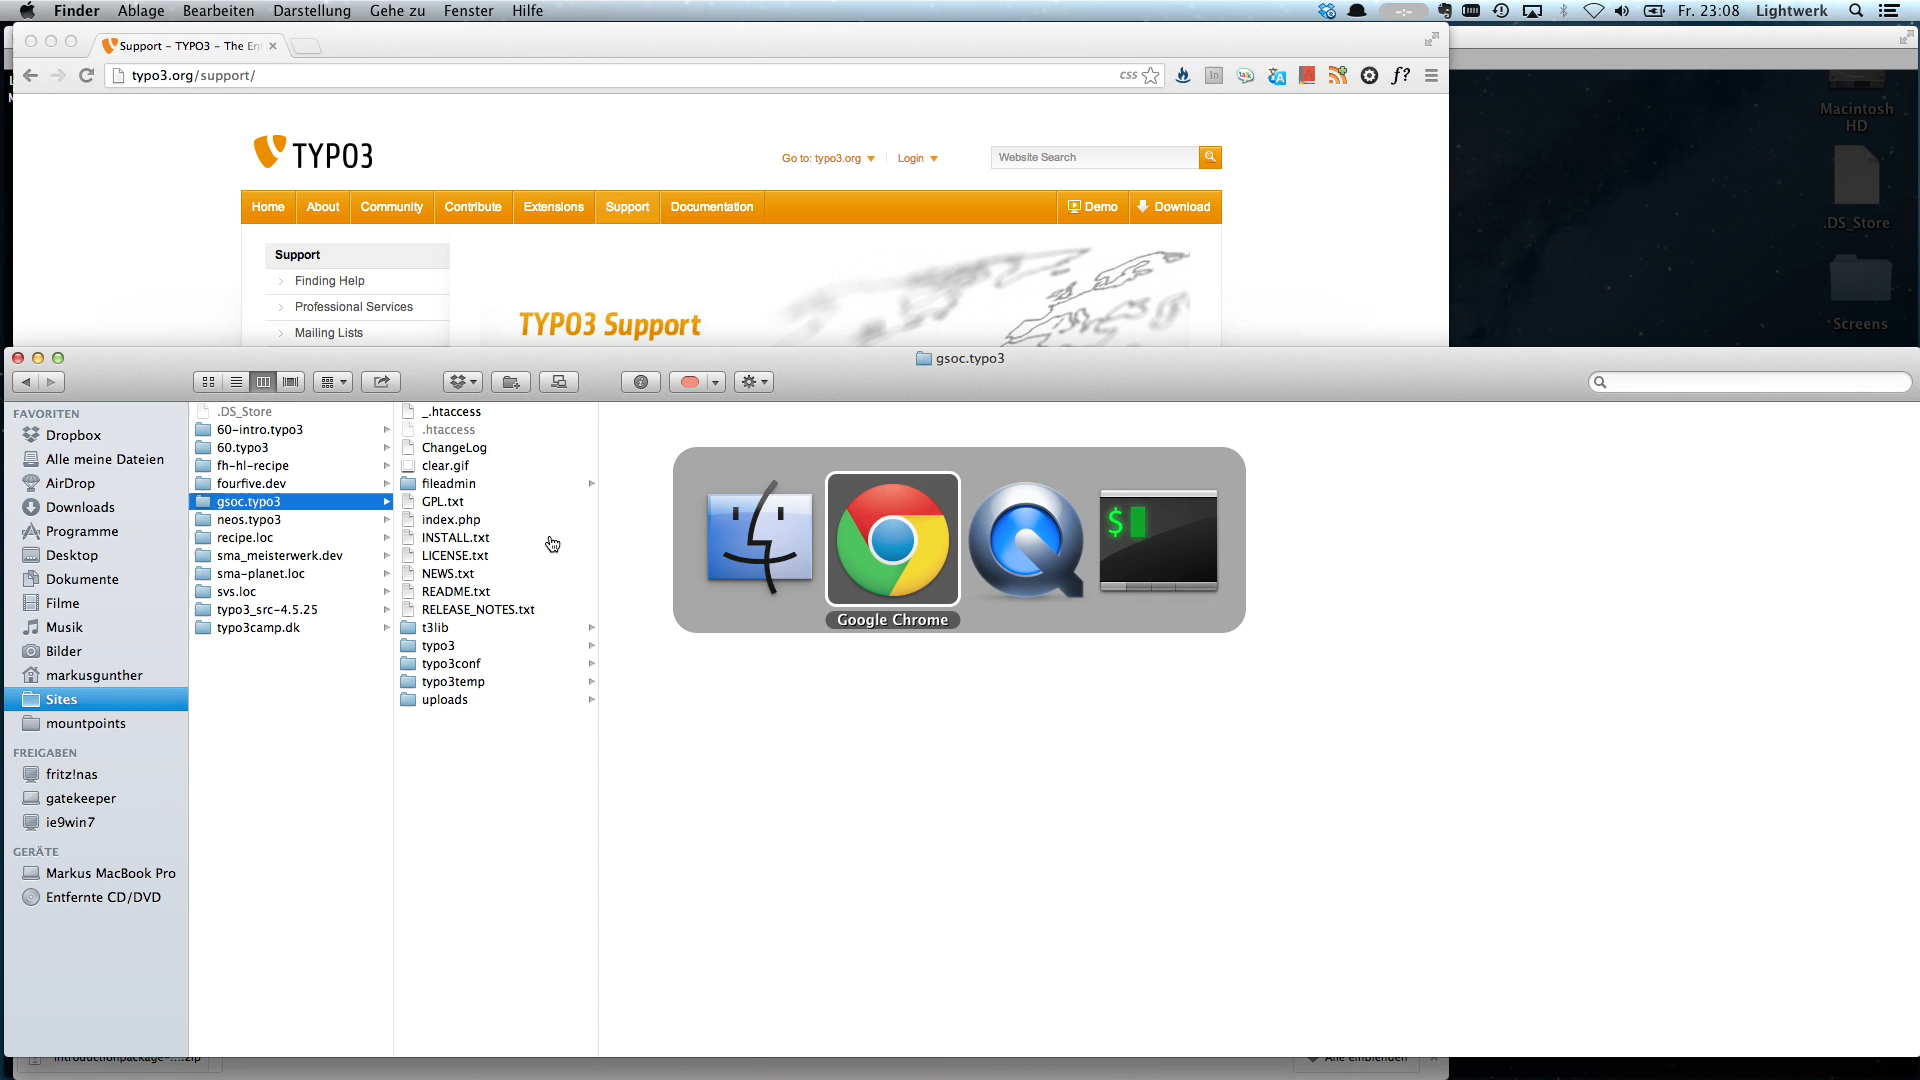 Finder Ablage Bearbeiten Darstellung Gehe zu Fenster Hilfe
Fr. 23:08 Lightwerk
Support – TYPO3 – The En
typo3.org/support/
css
In
talk
f?
Macintosh HD
.DS_Store
Screens
TYPO3
Go to: typo3.org
Login
Website Search
Home About Community Contribute Extensions Support Documentation Demo Download
Support
Finding Help
Professional Services
Mailing Lists
TYPO3 Support
gsoc.typo3
FAVORITEN
Dropbox
Alle meine Dateien
AirDrop
Downloads
Programme
Desktop
Dokumente
Filme
Musik
Bilder
markusgunther
Sites
mountpoints
FREIGABEN
fritz!nas
gatekeeper
ie9win7
GERÄTE
Markus MacBook Pro
Entfernte CD/DVD
.DS_Store
60-intro.typo3
60.typo3
fh-hl-recipe
fourfive.dev
gsoc.typo3
neos.typo3
recipe.loc
sma_meisterwerk.dev
sma-planet.loc
svs.loc
typo3_src-4.5.25
typo3camp.dk
_.htaccess
.htaccess
ChangeLog
clear.gif
fileadmin
GPL.txt
index.php
INSTALL.txt
LICENSE.txt
NEWS.txt
README.txt
RELEASE_NOTES.txt
t3lib
typo3
typo3conf
typo3temp
uploads
$
Google Chrome
introductionpackage-....zip
Alle einblenden